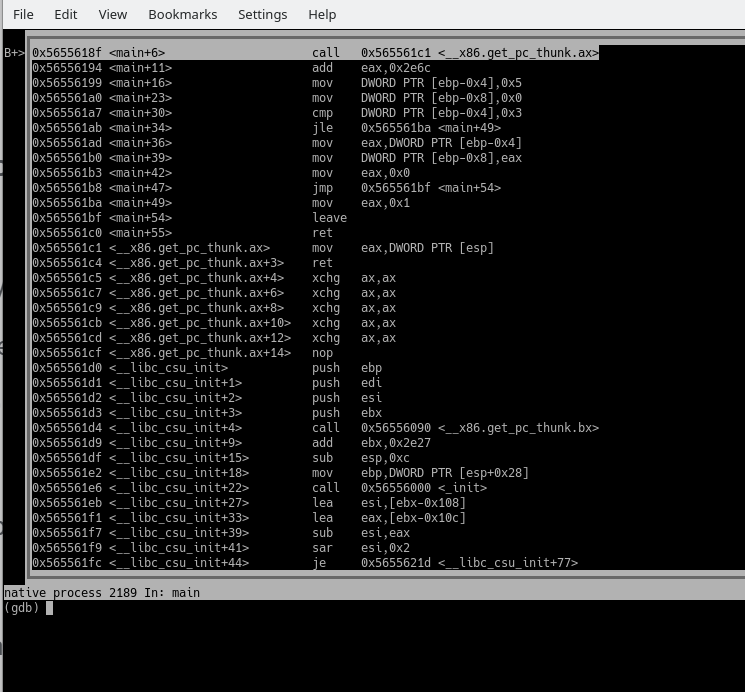 File Edit View Bookmarks Settings Help
B+> 0x5655618f <main+6> call 0x565561c1 <__x86.get_pc_thunk.ax>
0x56556194 <main+11> add eax,0x2e6c
0x56556199 <main+16> mov DWORD PTR [ebp-0x4],0x5
0x565561a0 <main+23> mov DWORD PTR [ebp-0x8],0x0
0x565561a7 <main+30> cmp DWORD PTR [ebp-0x4],0x3
0x565561ab <main+34> jle 0x565561ba <main+49>
0x565561ad <main+36> mov eax,DWORD PTR [ebp-0x4]
0x565561b0 <main+39> mov DWORD PTR [ebp-0x8],eax
0x565561b3 <main+42> mov eax,0x0
0x565561b8 <main+47> jmp 0x565561bf <main+54>
0x565561ba <main+49> mov eax,0x1
0x565561bf <main+54> leave
0x565561c0 <main+55> ret
0x565561c1 <__x86.get_pc_thunk.ax> mov eax,DWORD PTR [esp]
0x565561c4 <__x86.get_pc_thunk.ax+3> ret
0x565561c5 <__x86.get_pc_thunk.ax+4> xchg ax,ax
0x565561c7 <__x86.get_pc_thunk.ax+6> xchg ax,ax
0x565561c9 <__x86.get_pc_thunk.ax+8> xchg ax,ax
0x565561cb <__x86.get_pc_thunk.ax+10> xchg ax,ax
0x565561cd <__x86.get_pc_thunk.ax+12> xchg ax,ax
0x565561cf <__x86.get_pc_thunk.ax+14> nop
0x565561d0 <__libc_csu_init> push ebp
0x565561d1 <__libc_csu_init+1> push edi
0x565561d2 <__libc_csu_init+2> push esi
0x565561d3 <__libc_csu_init+3> push ebx
0x565561d4 <__libc_csu_init+4> call 0x56556090 <__x86.get_pc_thunk.bx>
0x565561d9 <__libc_csu_init+9> add ebx,0x2e27
0x565561df <__libc_csu_init+15> sub esp,0xc
0x565561e2 <__libc_csu_init+18> mov ebp,DWORD PTR [esp+0x28]
0x565561e6 <__libc_csu_init+22> call 0x56556000 <_init>
0x565561eb <__libc_csu_init+27> lea esi,[ebx-0x108]
0x565561f1 <__libc_csu_init+33> lea eax,[ebx-0x10c]
0x565561f7 <__libc_csu_init+39> sub esi,eax
0x565561f9 <__libc_csu_init+41> sar esi,0x2
0x565561fc <__libc_csu_init+44> je 0x5655621d <__libc_csu_init+77>
native process 2189 In: main
(gdb)